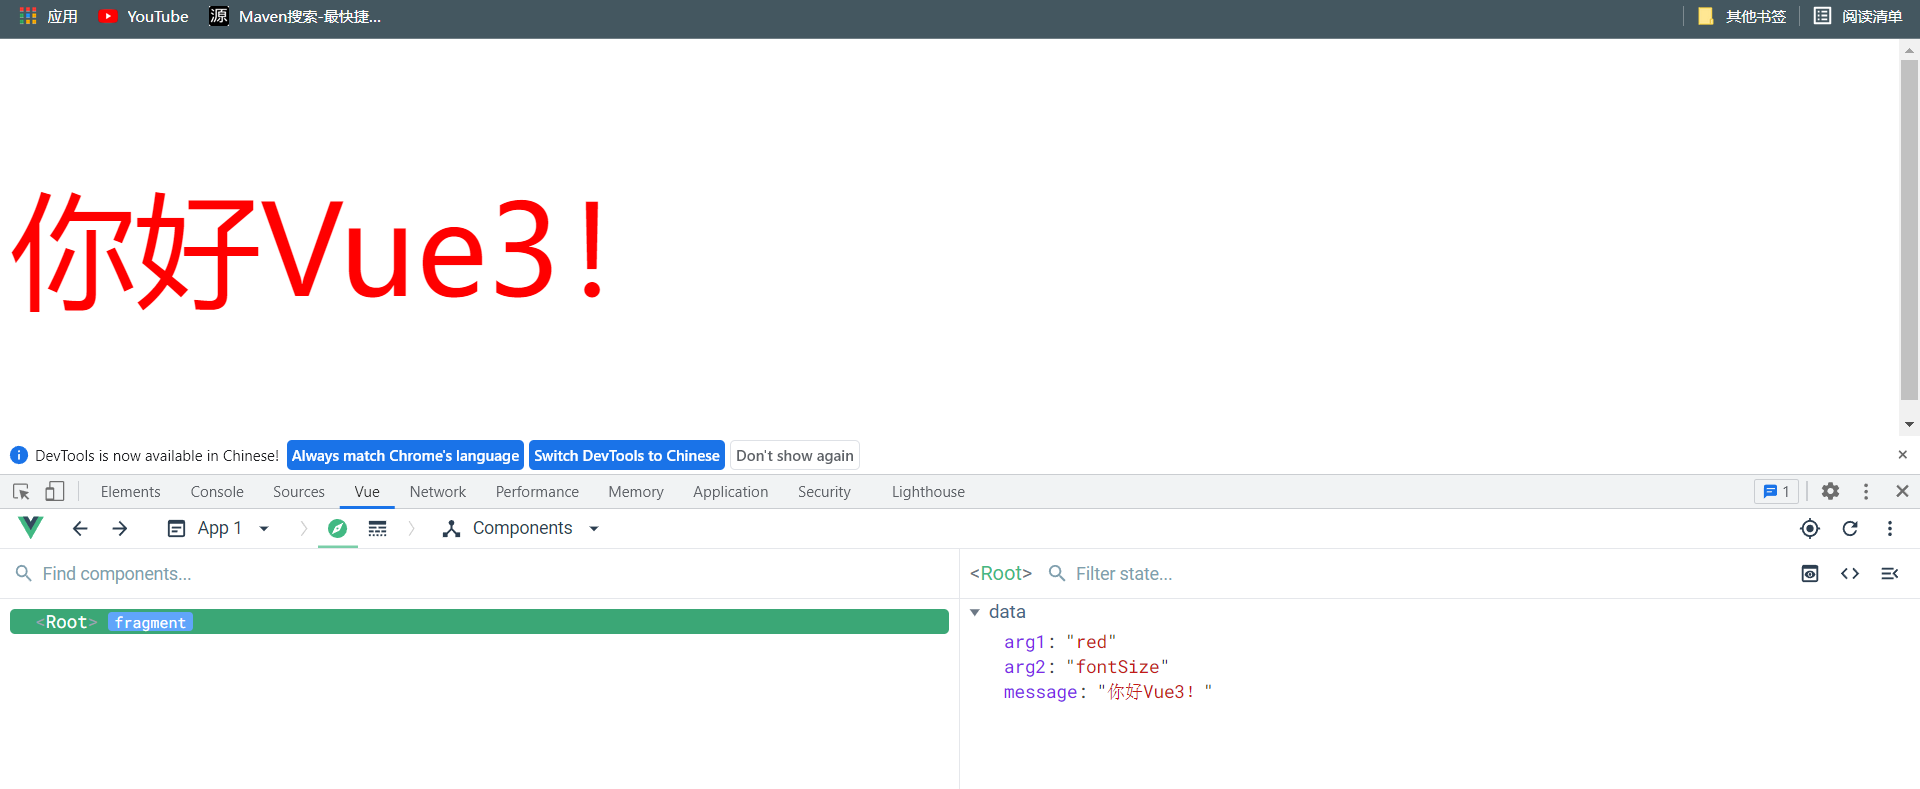 应用 YouTube 源 Maven搜索-最快捷... 其他书签 阅读清单
你好Vue3！
DevTools is now available in Chinese! Always match Chrome's language Switch DevTools to Chinese Don't show again ×
Elements Console Sources Vue Network Performance Memory Application Security Lighthouse 1
App 1 Components
Find components... <Root> Filter state...
<Root> fragment
data
arg1: "red"
arg2: "fontSize"
message: "你好Vue3！"